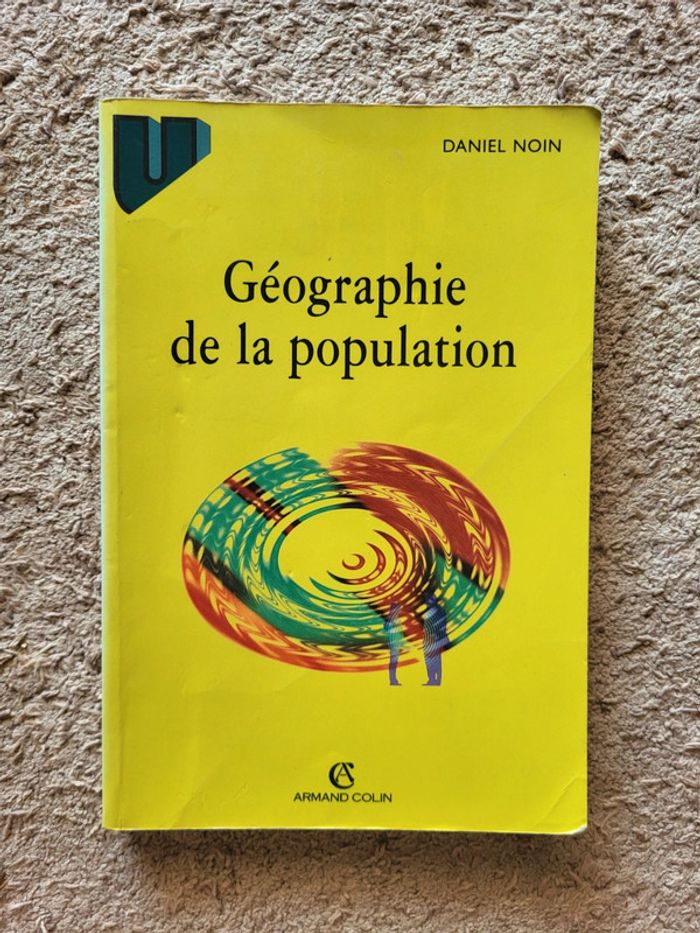 U
DANIEL NOIN
Géographie
de la population
ARMAND COLIN